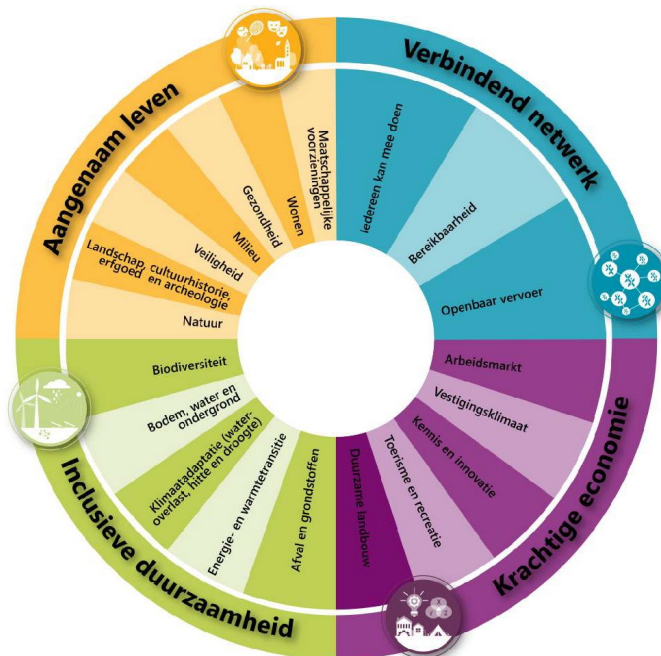 Verbindend netwerk
Iedereen kan mee doen
Bereikbaarheid
Openbaar vervoer
Krachtige economie
Arbeidsmarkt
Vestigingsklimaat
Kennis en innovatie
Toerisme en recreatie
Duurzame landbouw
Inclusieve duurzaamheid
Afval en grondstoffen
Energie- en warmtetransitie
Klimaatadaptatie (water-
overlast, hitte en droogte)
Bodem, water en
ondergrond
Biodiversiteit
Aangenaam leven
Natuur
Landschap, cultuurhistorie,
erfgoed en archeologie
Veiligheid
Milieu
Gezondheid
Wonen
Maatschappelijke
voorzieningen